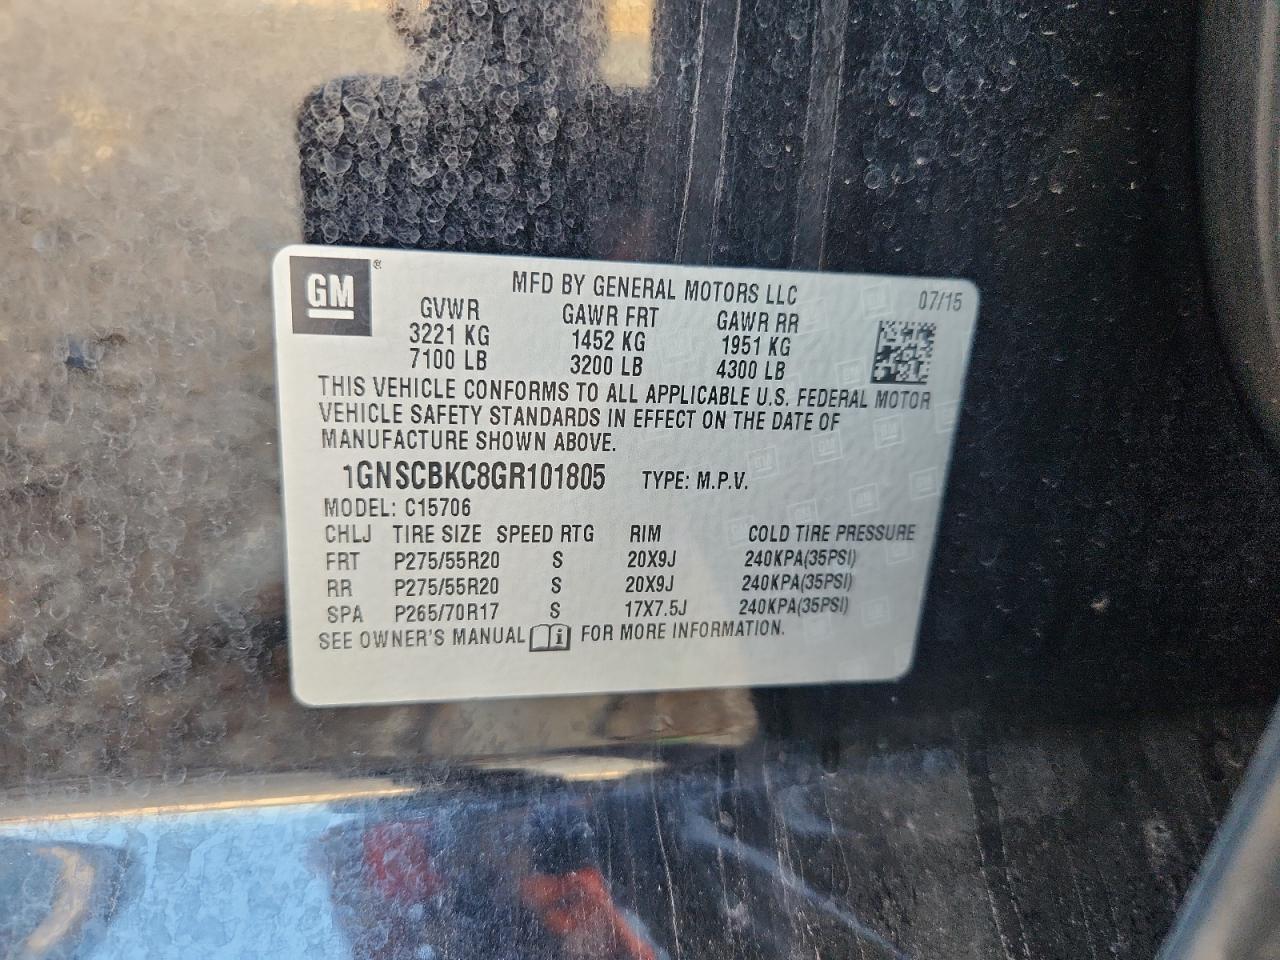 GM®
MFD BY GENERAL MOTORS LLC 07/15
GVWR GAWR FRT GAWR RR
3221 KG 1452 KG 1951 KG
7100 LB 3200 LB 4300 LB
THIS VEHICLE CONFORMS TO ALL APPLICABLE U.S. FEDERAL MOTOR
VEHICLE SAFETY STANDARDS IN EFFECT ON THE DATE OF
MANUFACTURE SHOWN ABOVE.
1GNSCBKC8GR101805 TYPE: M.P.V.
MODEL: C15706
CHLJ TIRE SIZE SPEED RTG RIM COLD TIRE PRESSURE
FRT P275/55R20 S 20X9J 240KPA(35PSI)
RR P275/55R20 S 20X9J 240KPA(35PSI)
SPA P265/70R17 S 17X7.5J 240KPA(35PSI)
SEE OWNER'S MANUAL FOR MORE INFORMATION.